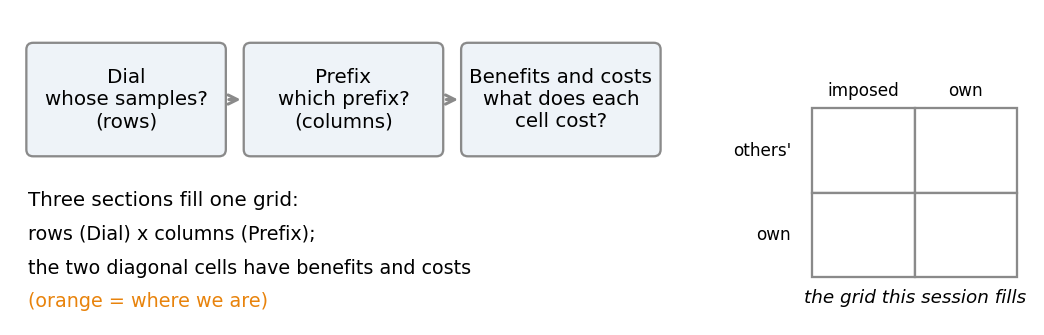 Dial
whose samples?
(rows)
Prefix
which prefix?
(columns)
Benefits and costs
what does each
cell cost?
Three sections fill one grid:
rows (Dial) x columns (Prefix);
the two diagonal cells have benefits and costs
(orange = where we are)
imposed own
others'
own
the grid this session fills